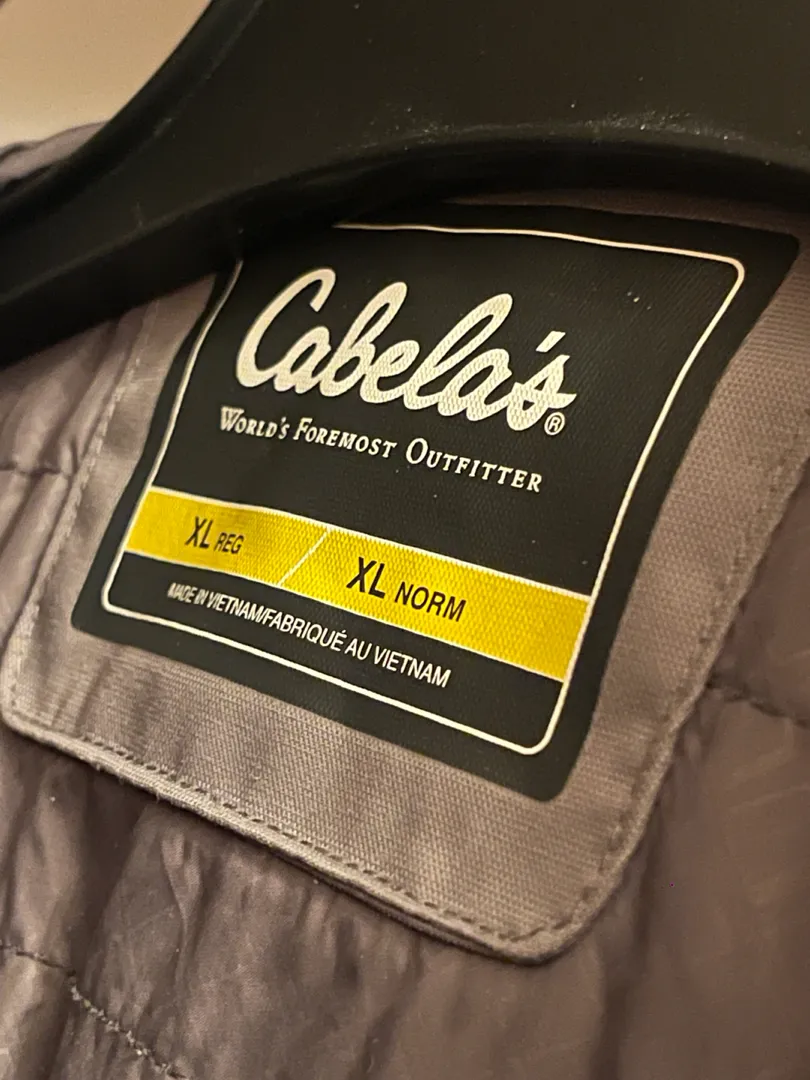 Cabela's®
World's Foremost Outfitter
XL REG / XL NORM
MADE IN VIETNAM/FABRIQUÉ AU VIETNAM